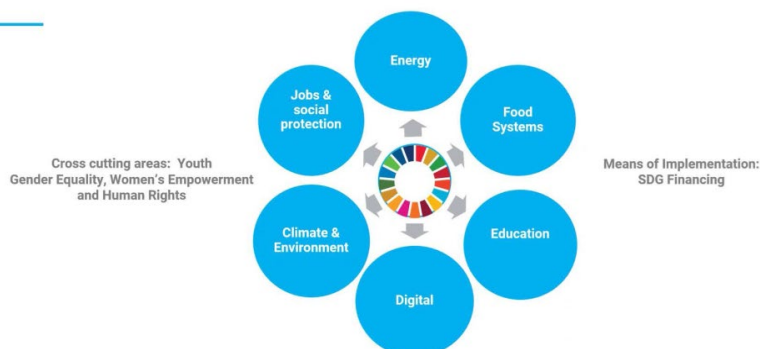 Energy
Jobs &
social
protection
Food
Systems
Cross cutting areas:  Youth
Gender Equality, Women's Empowerment
and Human Rights
Means of Implementation:
SDG Financing
Climate &
Environment
Education
Digital